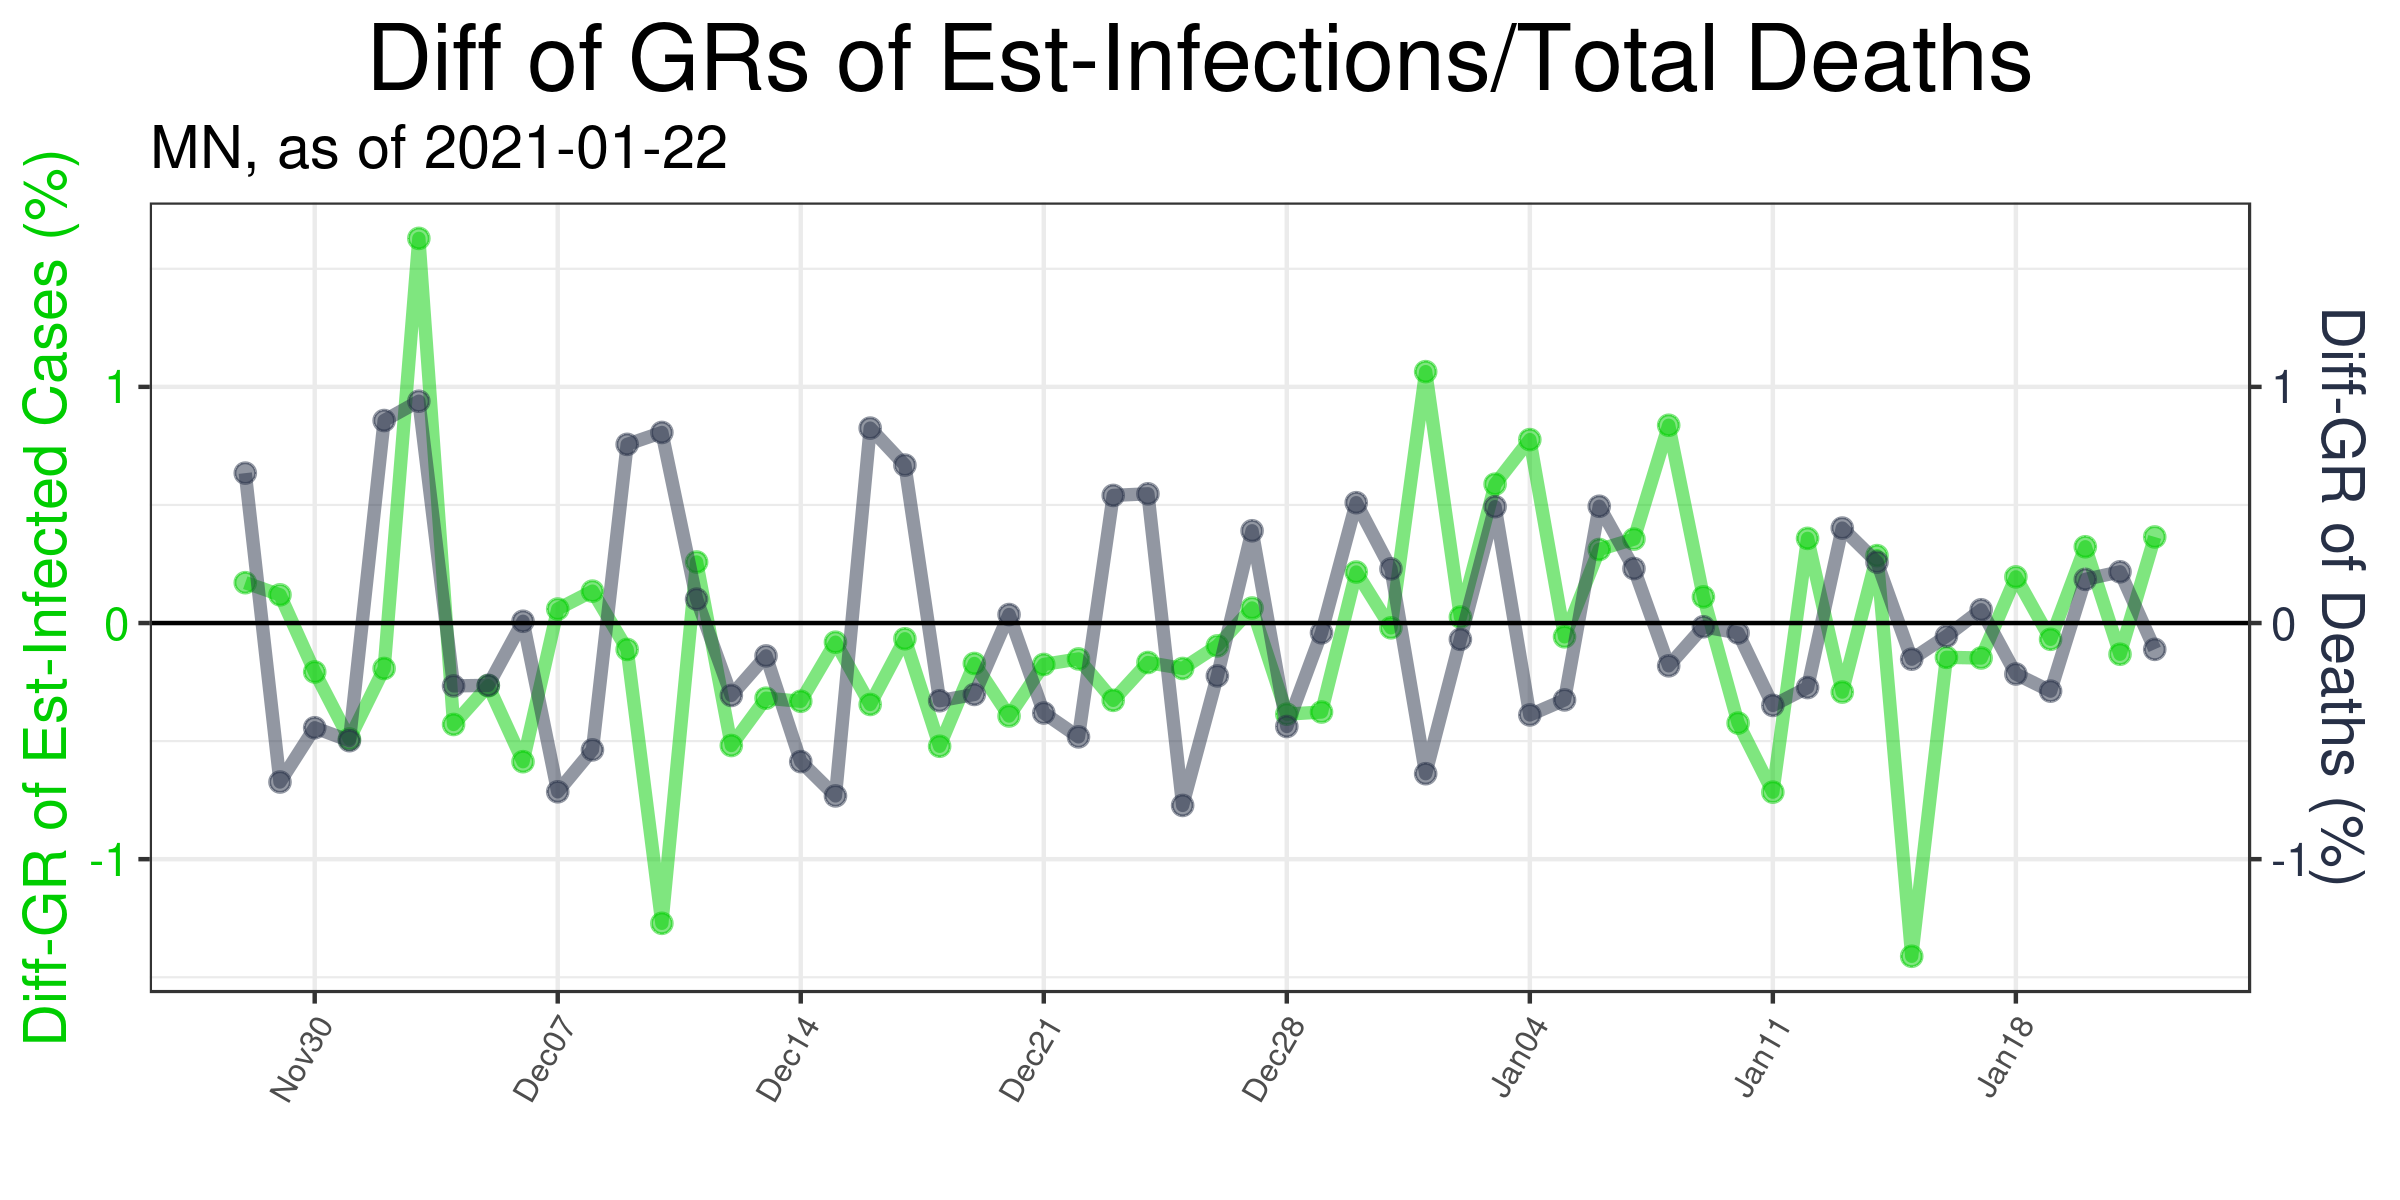 Diff of GRs of Est-Infections/Total Deaths
MN, as of 2021-01-22
Diff-GR of Est-Infected Cases (%)
1
0
-1
1
0
-1
Diff-GR of Deaths (%)
Nov30
Dec07
Dec14
Dec21
Dec28
Jan04
Jan11
Jan18